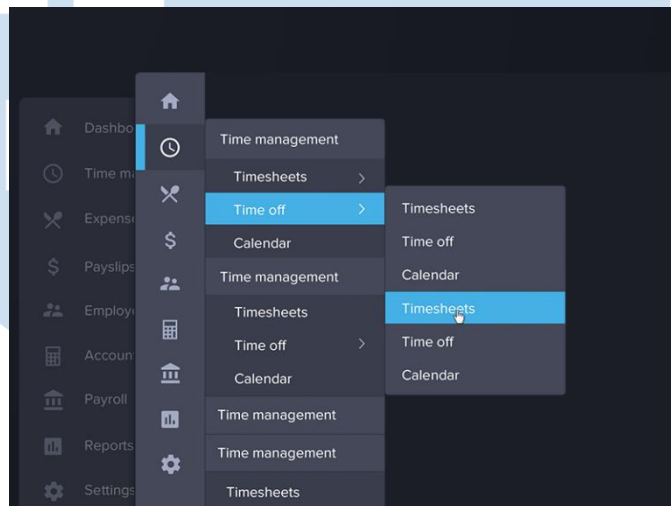 Dashbo
Time ma
Expense
$
Payslips
Employe
Accoun
Payroll
Reports
Settings
$
Time management
Timesheets
Time off
Calendar
Time management
Timesheets
Time off
Calendar
Time management
Time management
Timesheets
Timesheets
Time off
Calendar
Timesheets
Time off
Calendar